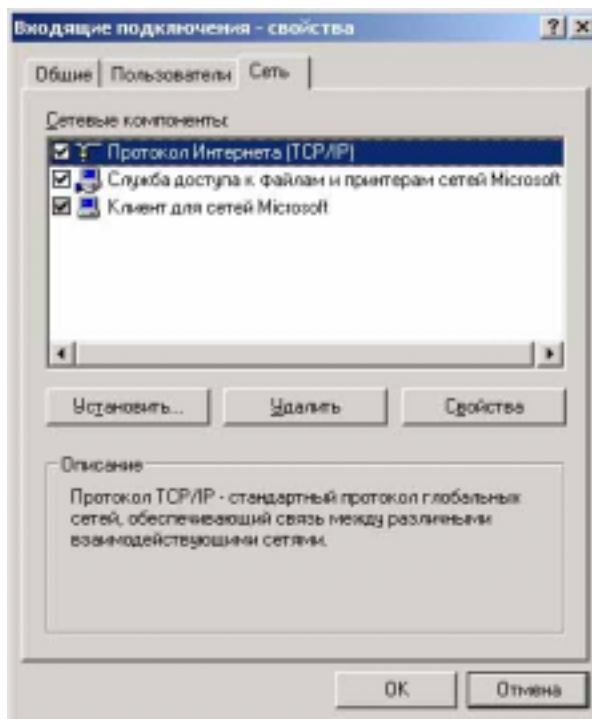 Входящие подключения - свойства
Общие Пользователи Сеть
Сетевые компоненты:
Протокол Интернета (TCP/IP)
Служба доступа к файлам и принтерам сетей Microsoft
Клиент для сетей Microsoft
Установить... Удалить Свойства
Описание
Протокол TCP/IP - стандартный протокол глобальных
сетей, обеспечивающий связь между различными
взаимодействующими сетями.
OK Отмена